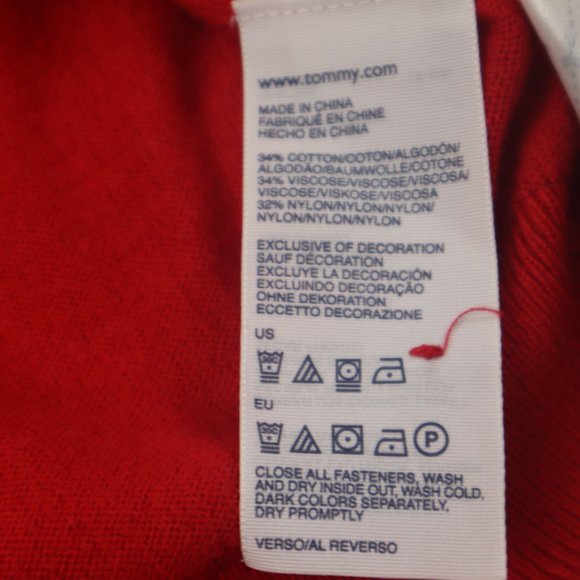 www.tommy.com
MADE IN CHINA
FABRIQUÉ EN CHINE
HECHO EN CHINA
34% COTTON/COTON/ALGODÓN/
ALGODÃO/BAUMWOLLE/COTONE
34% VISCOSE/VISCOSE/VISCOSA/
VISCOSE/VISKOSE/VISCOSA
32% NYLON/NYLON/NYLON/
NYLON/NYLON/NYLON
EXCLUSIVE OF DECORATION
SAUF DÉCORATION
EXCLUYE LA DECORACIÓN
EXCLUINDO DECORAÇÃO
OHNE DEKORATION
ECCETTO DECORAZIONE
US
30C
EU
30C P
CLOSE ALL FASTENERS, WASH
AND DRY INSIDE OUT, WASH COLD,
DARK COLORS SEPARATELY,
DRY PROMPTLY
VERSO/AL REVERSO